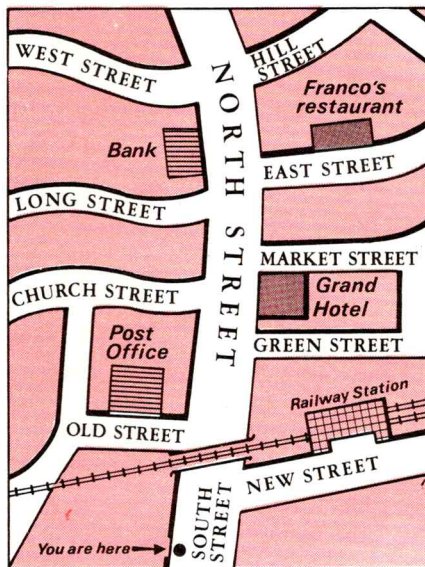 WEST STREET
HILL
STREET
NORTH STREET
Franco's
restaurant
Bank
EAST STREET
LONG STREET
MARKET STREET
CHURCH STREET
Grand
Hotel
Post
Office
GREEN STREET
Railway Station
OLD STREET
NEW STREET
SOUTH
STREET
You are here